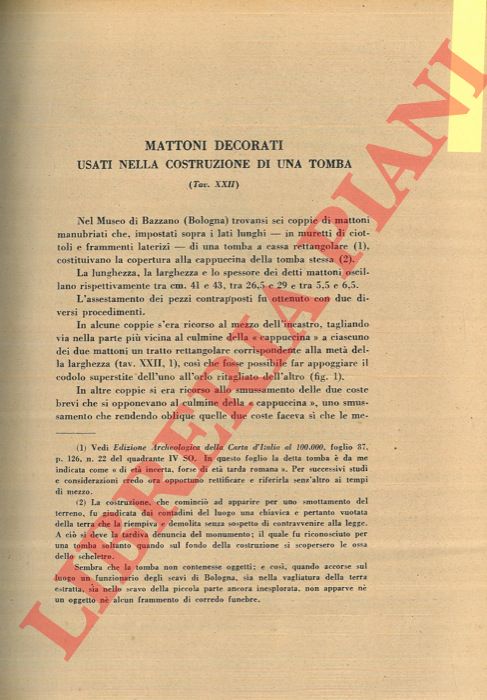 MATTONI DECORATI
USATI NELLA COSTRUZIONE DI UNA TOMBA
(Tav. XXII)
Nel Museo di Bazzano (Bologna) trovansi sei coppie di mattoni
manubriati che, impostati sopra i lati lunghi — in muretti di ciot-
toli e frammenti laterizi — di una tomba a cassa rettangolare (1),
costituivano la copertura alla cappuccina della tomba stessa (2).
La lunghezza, la larghezza e lo spessore dei detti mattoni oscil-
lano rispettivamente tra cm. 41 e 43, tra 26,5 e 29 e tra 5,5 e 6,5.
L'assestamento dei pezzi contrapposti fu ottenuto con due di-
versi procedimenti.
In alcune coppie s'era ricorso al mezzo dell'incastro, tagliando
via nella parte più vicina al culmine della « cappuccina » a ciascuno
dei due mattoni un tratto rettangolare corrispondente alla metà del-
la larghezza (tav. XXII, 1), così che fosse possibile far appoggiare il
codolo superstite dell'uno all'orlo ritagliato dell'altro (fig. 1).
In altre coppie si era ricorso allo smussamento delle due coste
brevi che si opponevano al culmine della « cappuccina », uno smus-
samento che rendendo oblique quelle due coste faceva sì che le me-
(1) Vedi Edizione Archeologica della Carta d'Italia al 100.000, foglio 87,
p. 126, n. 22 del quadrante IV SO. In questo foglio la detta tomba è da me
indicata come « di età incerta, forse di età tarda romana ». Per successivi studi
e considerazioni credo ora opportuno rettificare e riferirla senz'altro ai tempi
di mezzo.
(2) La costruzione, che cominciò ad apparire per uno smottamento del
terreno, fu giudicata dai contadini del luogo una chiavica e pertanto vuotata
della terra che la riempiva e demolita senza sospetto di contravvenire alla legge.
A ciò si deve la tardiva denuncia del monumento; il quale fu riconosciuto per
una tomba soltanto quando sul fondo della costruzione si scopersero le ossa
dello scheletro.
Sembra che la tomba non contenesse oggetti; e così, quando accorse sul
luogo un funzionario degli scavi di Bologna, sia nella vagliatura della terra
estratta, sia nello scavo della piccola parte ancora inesplorata, non apparve nè
un oggetto nè alcun frammento di corredo funebre.
LIBRERIA PIANI